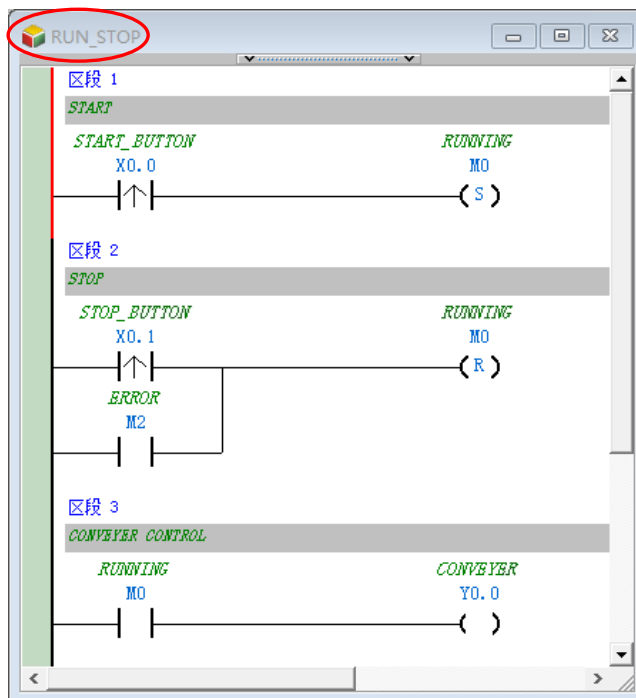 RUN_STOP
区段 1
START
START_BUTTON RUNNING
X0.0 M0
S
区段 2
STOP
STOP_BUTTON RUNNING
X0.1 M0
R
ERROR
M2
区段 3
CONVEYER CONTROL
RUNNING CONVEYER
M0 Y0.0